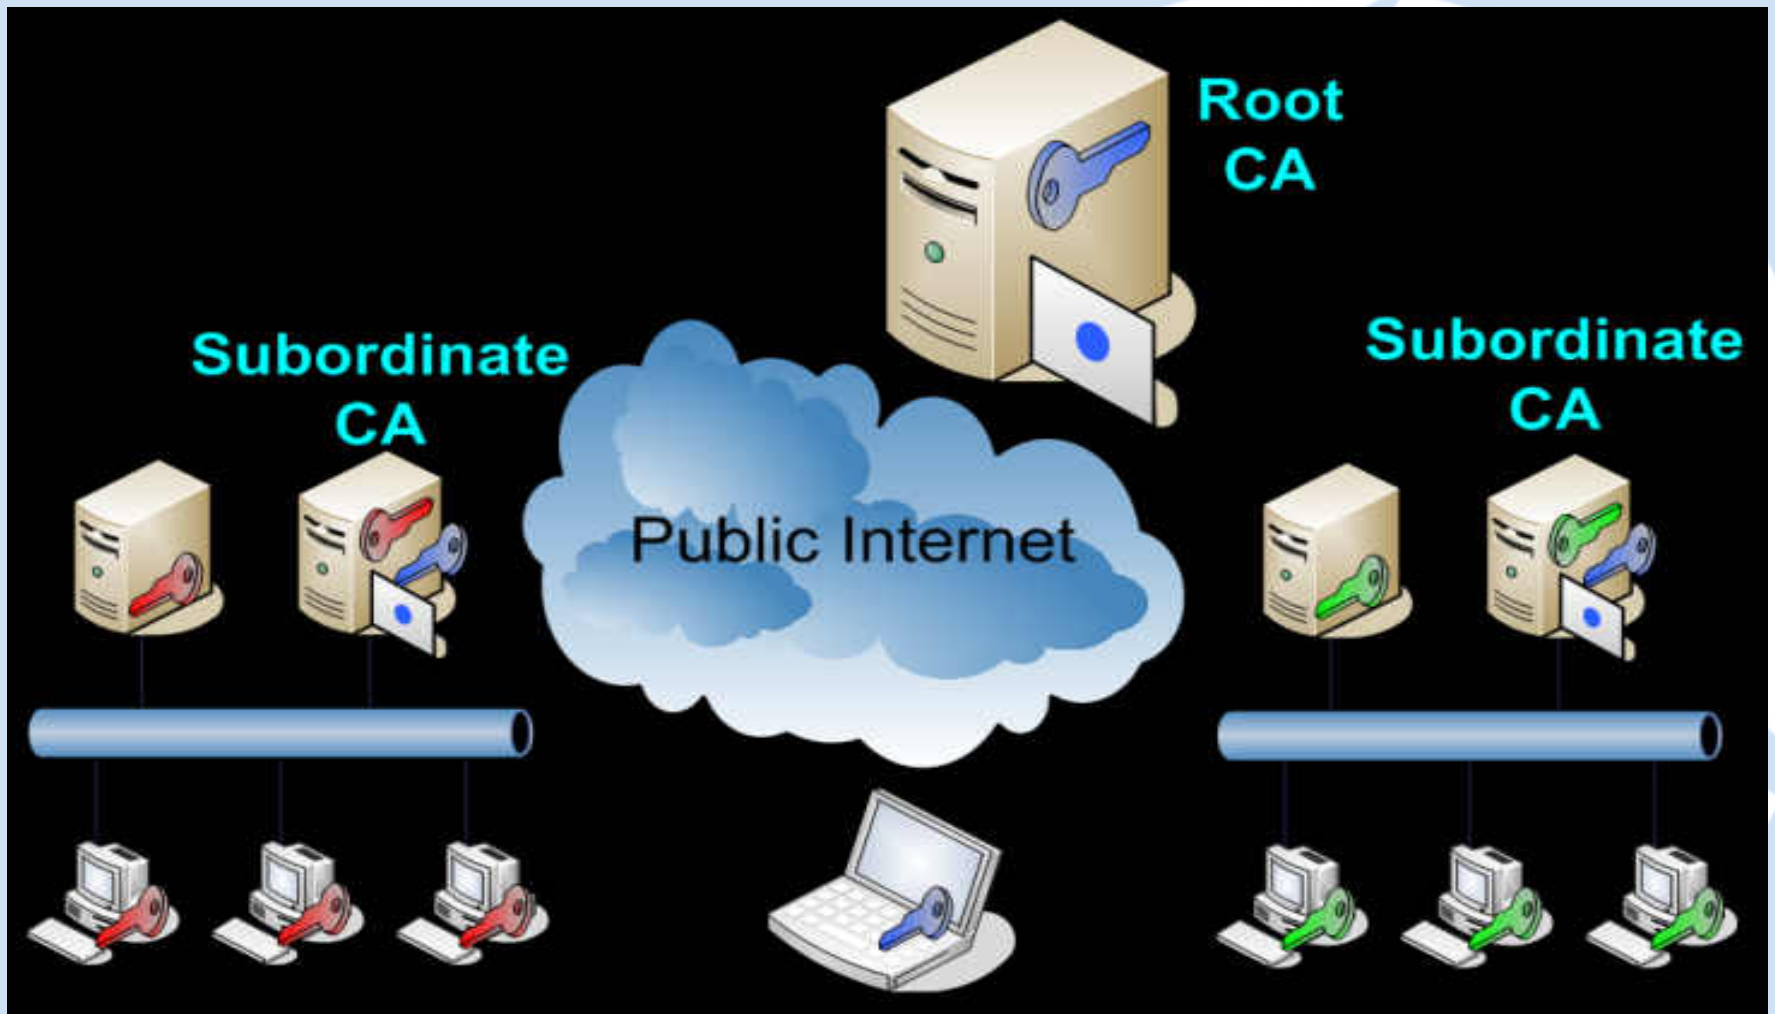 Root
CA
Subordinate
CA
Public Internet
Subordinate
CA